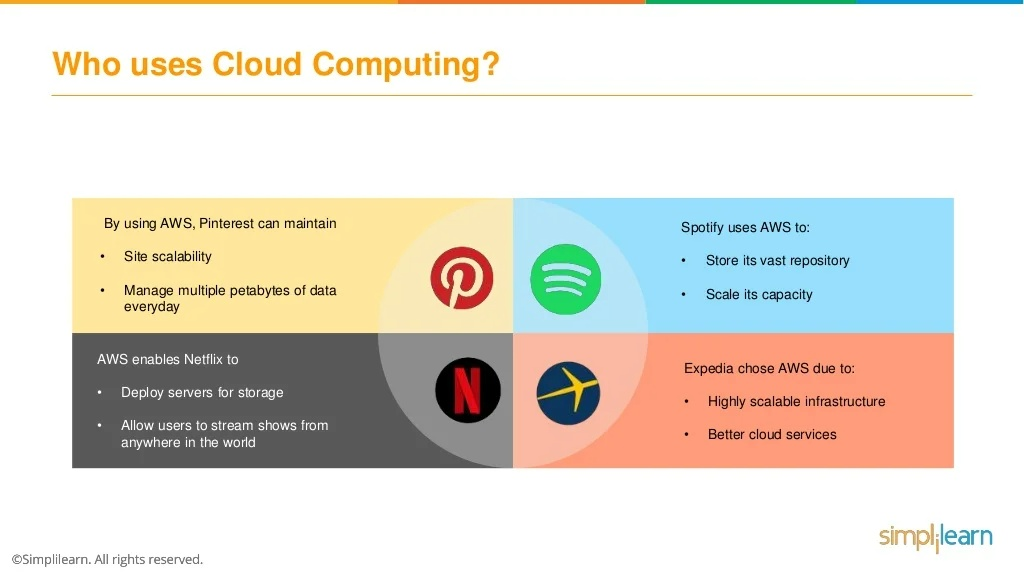 Who uses Cloud Computing?
By using AWS, Pinterest can maintain
• Site scalability
• Manage multiple petabytes of data
everyday
Spotify uses AWS to:
• Store its vast repository
• Scale its capacity
AWS enables Netflix to
• Deploy servers for storage
• Allow users to stream shows from
anywhere in the world
N
Expedia chose AWS due to:
• Highly scalable infrastructure
• Better cloud services
simplilearn
©Simplilearn. All rights reserved.